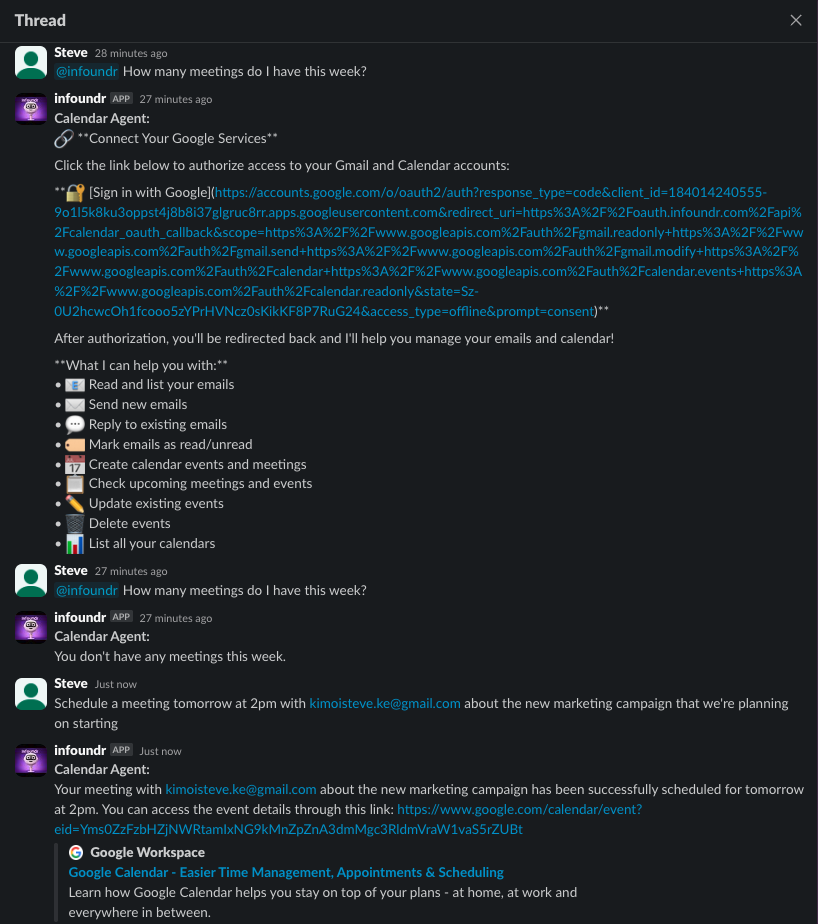 Thread
Steve 28 minutes ago
@infoundr How many meetings do I have this week?
infoundr APP 27 minutes ago
Calendar Agent:
🔗 **Connect Your Google Services**
Click the link below to authorize access to your Gmail and Calendar accounts:
**🔐 [Sign in with Google](https://accounts.google.com/o/oauth2/auth?response_type=code&client_id=184014240555-
9o1l5k8ku3oppst4j8b8i37glgruc8rr.apps.googleusercontent.com&redirect_uri=https%3A%2F%2Foauth.infoundr.com%2Fapi%
2Fcalendar_oauth_callback&scope=https%3A%2F%2Fwww.googleapis.com%2Fauth%2Fgmail.readonly+https%3A%2F%2Fww
w.googleapis.com%2Fauth%2Fgmail.send+https%3A%2F%2Fwww.googleapis.com%2Fauth%2Fgmail.modify+https%3A%2F%
2Fwww.googleapis.com%2Fauth%2Fcalendar+https%3A%2F%2Fwww.googleapis.com%2Fauth%2Fcalendar.events+https%3A
%2F%2Fwww.googleapis.com%2Fauth%2Fcalendar.readonly&state=Sz-
0U2hcwcOh1fcooo5zYPrHVNcz0sKikKF8P7RuG24&access_type=offline&prompt=consent)**
After authorization, you'll be redirected back and I'll help you manage your emails and calendar!
**What I can help you with:**
• 📧 Read and list your emails
• ✉️ Send new emails
• 💬 Reply to existing emails
• 🏷️ Mark emails as read/unread
• 📅 Create calendar events and meetings
• 📋 Check upcoming meetings and events
• ✏️ Update existing events
• 🗑️ Delete events
• 📊 List all your calendars
Steve 27 minutes ago
@infoundr How many meetings do I have this week?
infoundr APP 27 minutes ago
Calendar Agent:
You don't have any meetings this week.
Steve Just now
Schedule a meeting tomorrow at 2pm with kimoisteve.ke@gmail.com about the new marketing campaign that we're planning
on starting
infoundr APP Just now
Calendar Agent:
Your meeting with kimoisteve.ke@gmail.com about the new marketing campaign has been successfully scheduled for tomorrow
at 2pm. You can access the event details through this link: https://www.google.com/calendar/event?
eid=Yms0ZzFzbHZjNWRtamIxNG9kMnZpZnA3dmMgc3RldmVraW1vaS5rZUBt
Google Workspace
Google Calendar - Easier Time Management, Appointments & Scheduling
Learn how Google Calendar helps you stay on top of your plans - at home, at work and
everywhere in between.